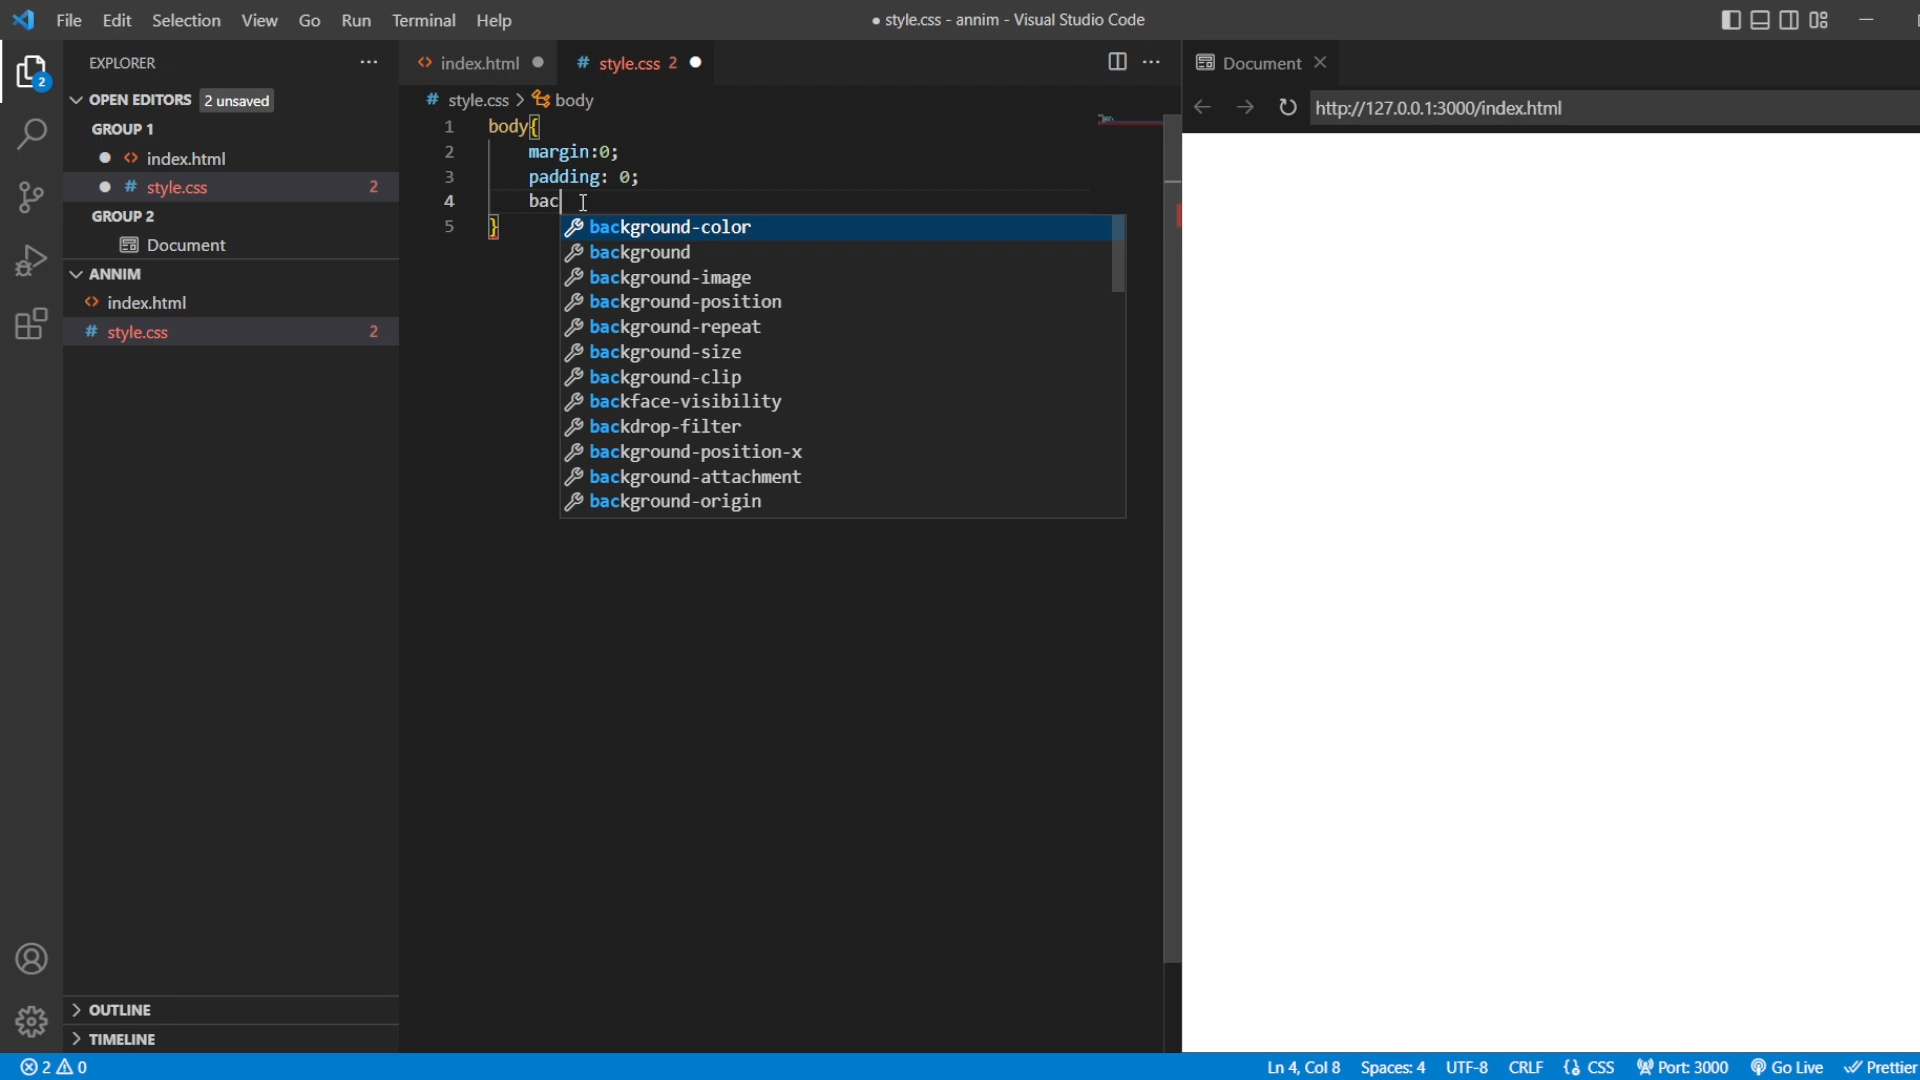 File Edit Selection View Go Run Terminal Help
● style.css - annim - Visual Studio Code
EXPLORER
OPEN EDITORS 2 unsaved
GROUP 1
index.html
style.css 2
GROUP 2
Document
ANNIM
index.html
style.css 2
OUTLINE
TIMELINE
2
index.html
style.css 2
style.css > body
1 body{
2 margin:0;
3 padding: 0;
4 bac
5 }
background-color
background
background-image
background-position
background-repeat
background-size
background-clip
backface-visibility
backdrop-filter
background-position-x
background-attachment
background-origin
Document
http://127.0.0.1:3000/index.html
2 0
Ln 4, Col 8 Spaces: 4 UTF-8 CRLF {} CSS Port: 3000 Go Live Prettier